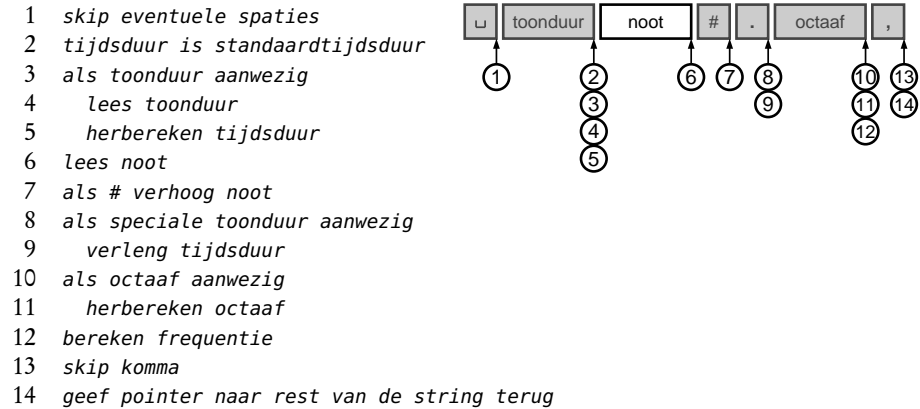 1 skip eventuele spaties
2 tijdsduur is standaardtijdsduur
3 als toonduur aanwezig
4 lees toonduur
5 herbereken tijdsduur
6 lees noot
7 als # verhoog noot
8 als speciale toonduur aanwezig
9 verleng tijdsduur
10 als octaaf aanwezig
11 herbereken octaaf
12 bereken frequentie
13 skip komma
14 geef pointer naar rest van de string terug
␣ toonduur noot # . octaaf ,
1 2 6 7 8 10 13
3 9 11 14
4 12
5